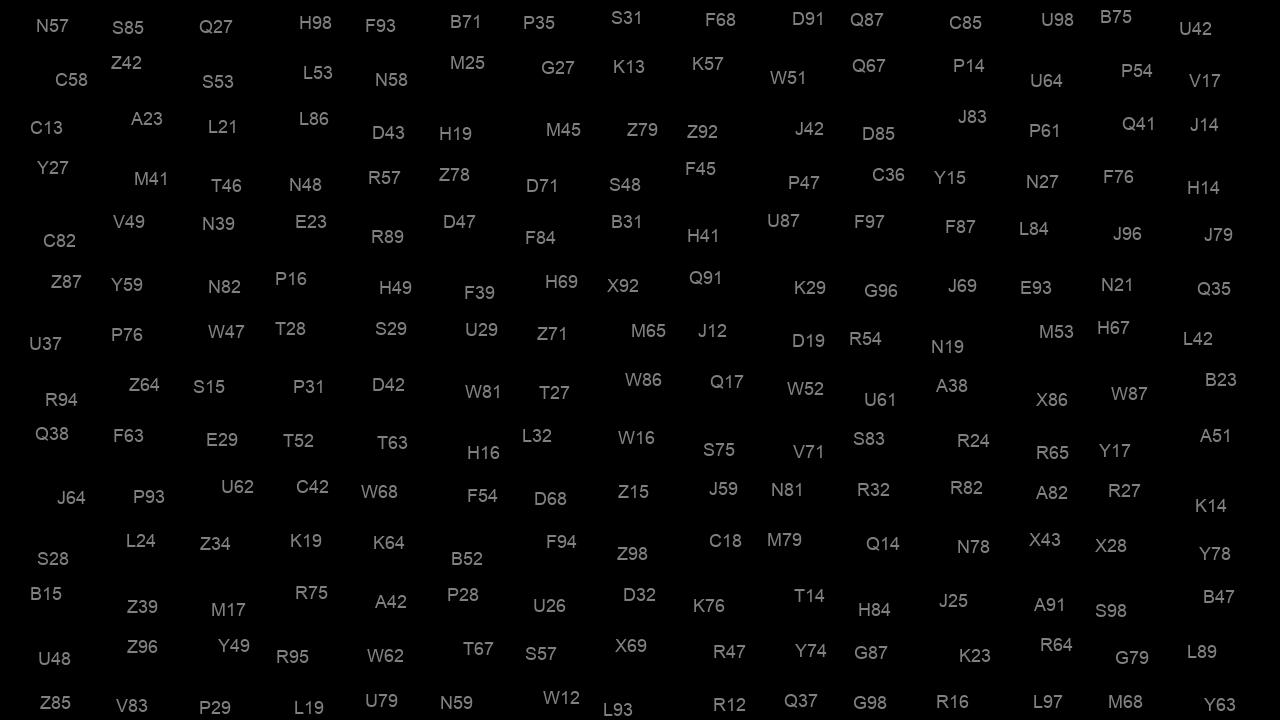 N57 S85 Q27 H98 F93 B71 P35 S31 F68 D91 Q87 C85 U98 B75 U42
C58 Z42 S53 L53 N58 M25 G27 K13 K57 W51 Q67 P14 U64 P54 V17
C13 A23 L21 L86 D43 H19 M45 Z79 Z92 J42 D85 J83 P61 Q41 J14
Y27 M41 T46 N48 R57 Z78 D71 S48 F45 P47 C36 Y15 N27 F76 H14
C82 V49 N39 E23 R89 D47 F84 B31 H41 U87 F97 F87 L84 J96 J79
Z87 Y59 N82 P16 H49 F39 H69 X92 Q91 K29 G96 J69 E93 N21 Q35
U37 P76 W47 T28 S29 U29 Z71 M65 J12 D19 R54 N19 M53 H67 L42
R94 Z64 S15 P31 D42 W81 T27 W86 Q17 W52 U61 A38 X86 W87 B23
Q38 F63 E29 T52 T63 H16 L32 W16 S75 V71 S83 R24 R65 Y17 A51
J64 P93 U62 C42 W68 F54 D68 Z15 J59 N81 R32 R82 A82 R27 K14
S28 L24 Z34 K19 K64 B52 F94 Z98 C18 M79 Q14 N78 X43 X28 Y78
B15 Z39 M17 R75 A42 P28 U26 D32 K76 T14 H84 J25 A91 S98 B47
U48 Z96 Y49 R95 W62 T67 S57 X69 R47 Y74 G87 K23 R64 G79 L89
Z85 V83 P29 L19 U79 N59 W12 L93 R12 Q37 G98 R16 L97 M68 Y63